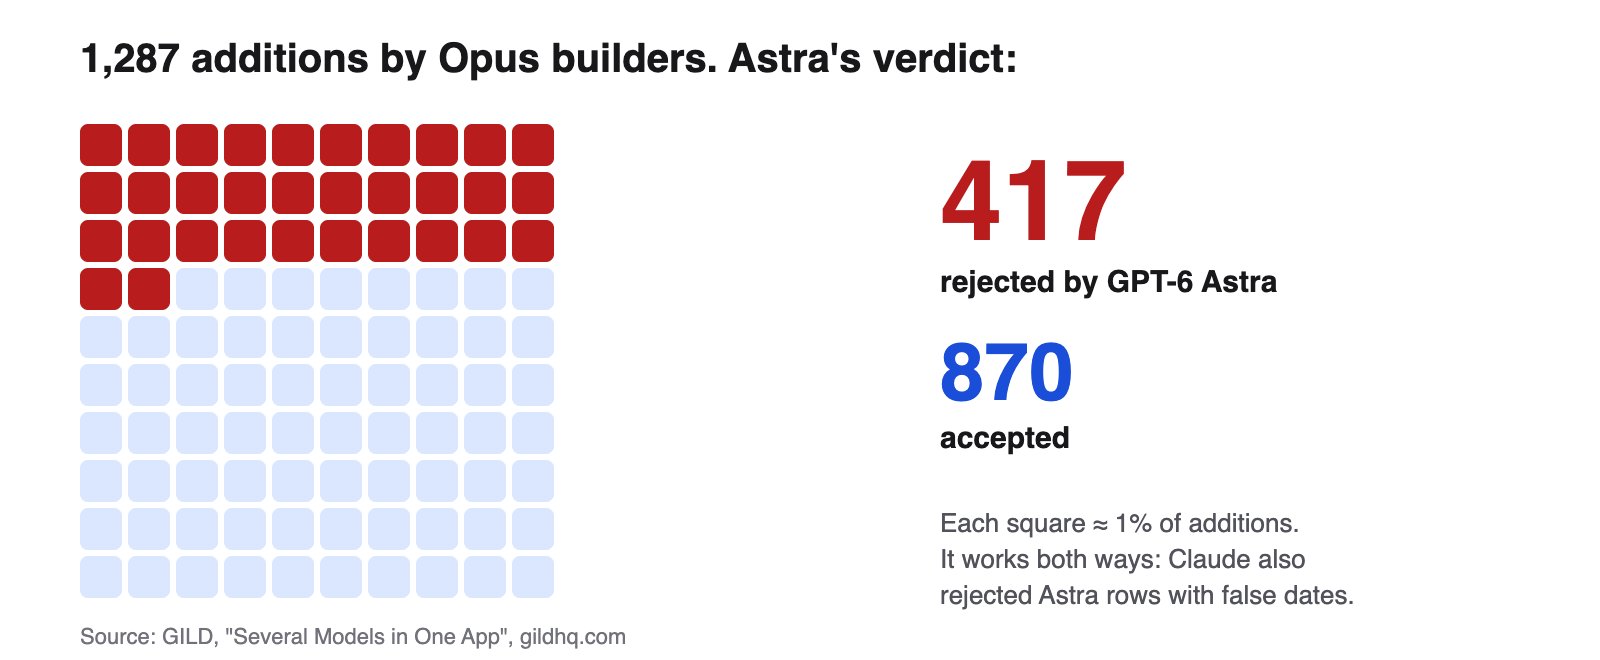 1,287 additions by Opus builders. Astra's verdict:
417
rejected by GPT-6 Astra
870
accepted
Each square ≈ 1% of additions.
It works both ways: Claude also
rejected Astra rows with false dates.
Source: GILD, "Several Models in One App", gildhq.com